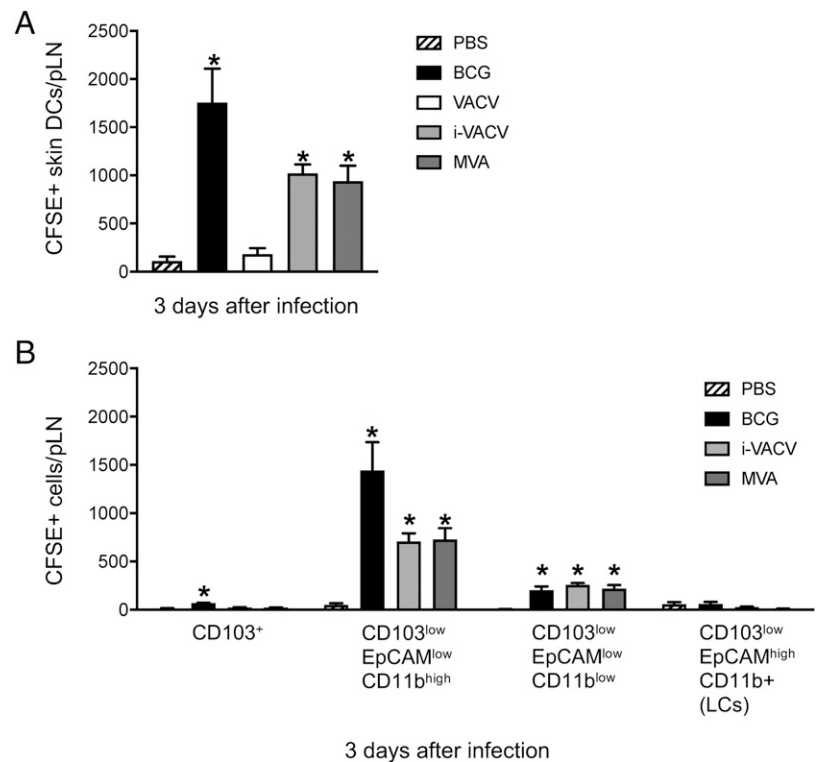 A
CFSE+ skin DCs/pLN
2500
2000
1500
1000
500
0
*
*
*
PBS
BCG
VACV
i-VACV
MVA
3 days after infection
B
CFSE+ cells/pLN
2500
2000
1500
1000
500
0
*
*
*
*
*
*
*
PBS
BCG
i-VACV
MVA
CD103⁺
CD103ˡᵒʷ
EpCAMˡᵒʷ
CD11bʰⁱᵍʰ
CD103ˡᵒʷ
EpCAMˡᵒʷ
CD11bˡᵒʷ
CD103ˡᵒʷ
EpCAMʰⁱᵍʰ
CD11b+
(LCs)
3 days after infection